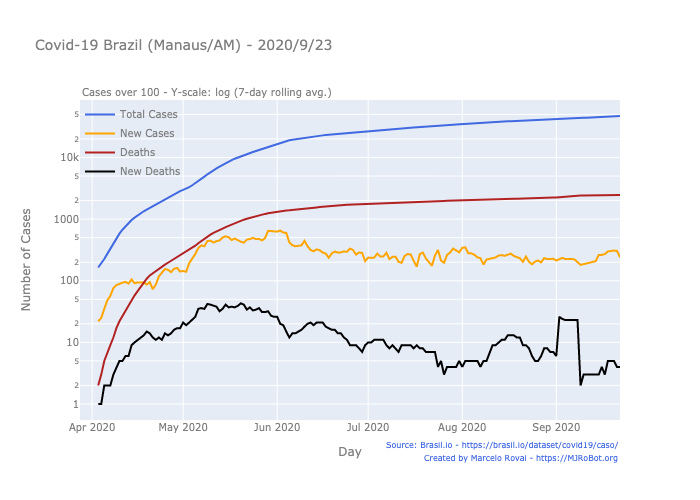 Covid-19 Brazil (Manaus/AM) - 2020/9/23
Cases over 100 - Y-scale: log (7-day rolling avg.)
Total Cases
New Cases
Deaths
New Deaths
5
10k
5
2
1000
5
2
100
5
2
10
5
2
1
Number of Cases
Apr 2020
May 2020
Jun 2020
Jul 2020
Aug 2020
Sep 2020
Day
Source: Brasil.io - https://brasil.io/dataset/covid19/caso/
Created by Marcelo Rovai - https://MJRoBot.org